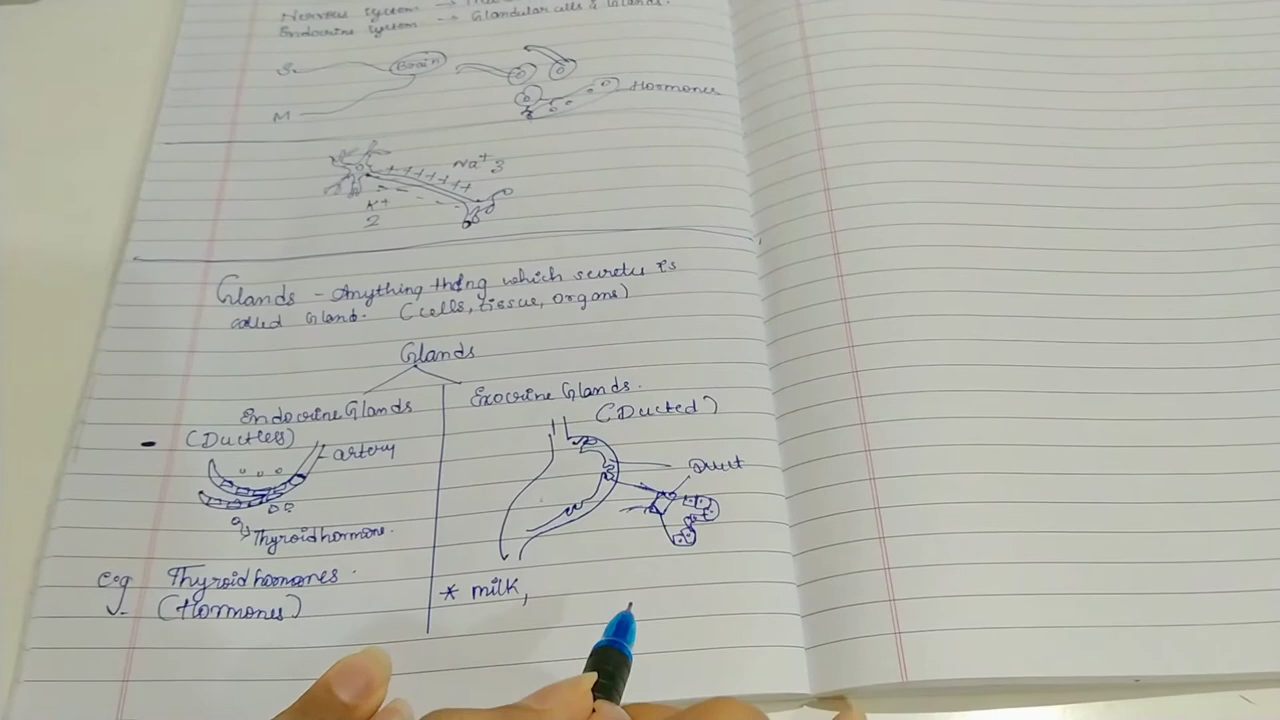 Nervous system →
Endocrine system → Glandular cells & Glands.
S
Brain
M
Hormones
Na+ 3
K+
2
Glands - Anything thing which secretes is
called Gland. (cells, tissue, organs)
Glands
Endocrine Glands
(Ductless)
artery
Thyroid hormone.
e.g Thyroid hormones.
(Hormones)
Exocrine Glands.
(Ducted)
Duct
* milk,